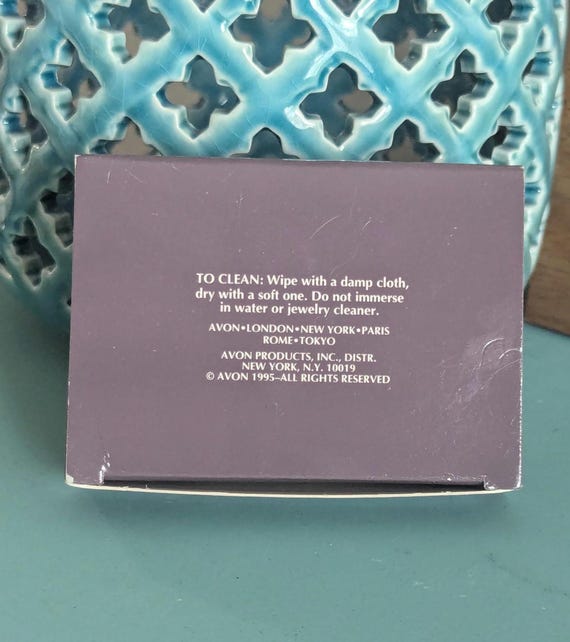 TO CLEAN: Wipe with a damp cloth,
dry with a soft one. Do not immerse
in water or jewelry cleaner.
AVON•LONDON•NEW YORK•PARIS
ROME•TOKYO
AVON PRODUCTS, INC., DISTR.
NEW YORK, N.Y. 10019
© AVON 1995–ALL RIGHTS RESERVED